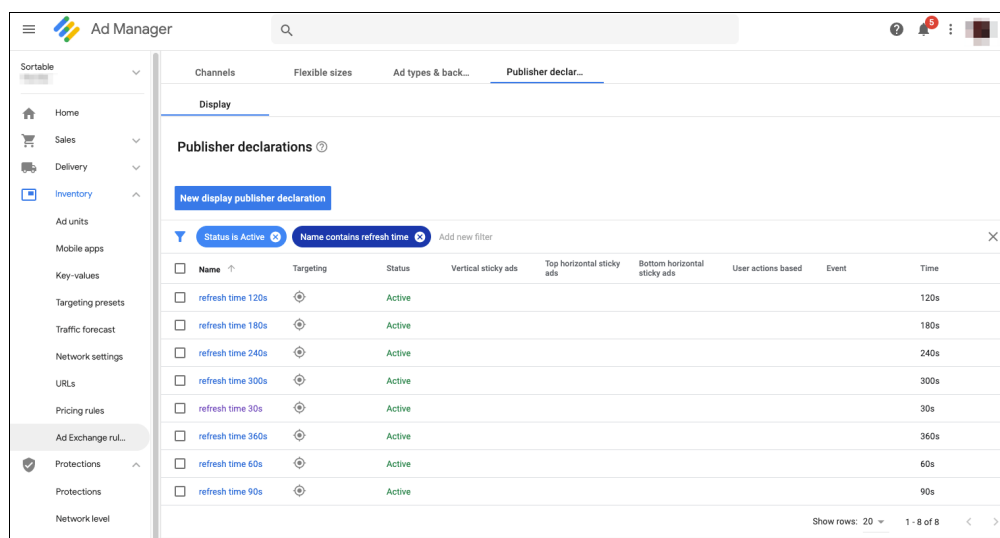 Ad Manager
5
Sortable
Channels Flexible sizes Ad types & back... Publisher declar...
Display
Home
Sales
Delivery
Inventory
Ad units
Mobile apps
Key-values
Targeting presets
Traffic forecast
Network settings
URLs
Pricing rules
Ad Exchange rul...
Protections
Protections
Network level
Publisher declarations
New display publisher declaration
Status is Active Name contains refresh time Add new filter
Name Targeting Status Vertical sticky ads Top horizontal sticky ads Bottom horizontal sticky ads User actions based Event Time
refresh time 120s Active 120s
refresh time 180s Active 180s
refresh time 240s Active 240s
refresh time 300s Active 300s
refresh time 30s Active 30s
refresh time 360s Active 360s
refresh time 60s Active 60s
refresh time 90s Active 90s
Show rows: 20 1 - 8 of 8